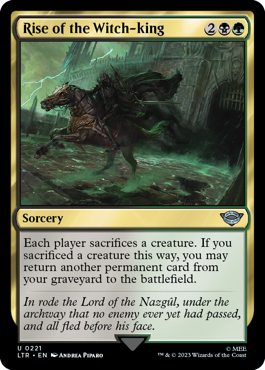 Rise of the Witch-king 2
Sorcery
Each player sacrifices a creature. If you
sacrificed a creature this way, you may
return another permanent card from
your graveyard to the battlefield.
In rode the Lord of the Nazgûl, under the
archway that no enemy ever yet had passed,
and all fled before his face.
U 0221
LTR • EN Andrea Piparo
© MEE
™ & © 2023 Wizards of the Coast